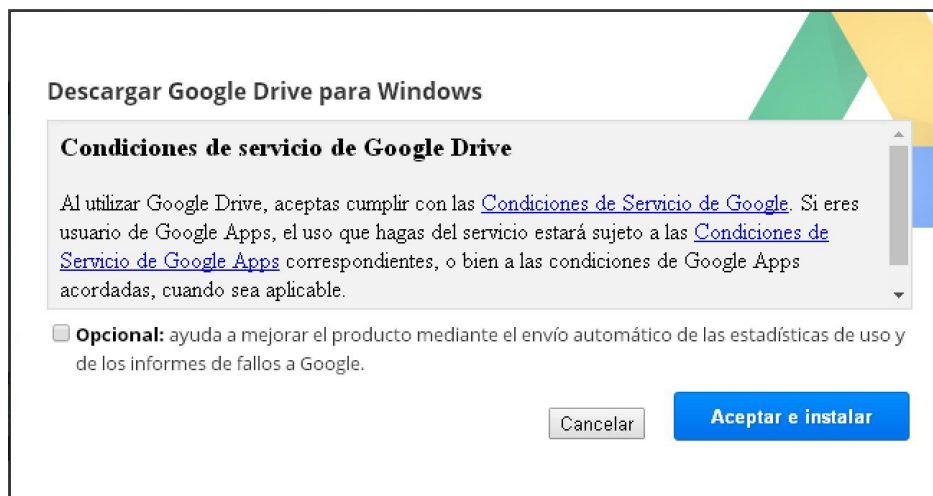 Descargar Google Drive para Windows
Condiciones de servicio de Google Drive
Al utilizar Google Drive, aceptas cumplir con las Condiciones de Servicio de Google. Si eres
usuario de Google Apps, el uso que hagas del servicio estará sujeto a las Condiciones de
Servicio de Google Apps correspondientes, o bien a las condiciones de Google Apps
acordadas, cuando sea aplicable.
Opcional: ayuda a mejorar el producto mediante el envío automático de las estadísticas de uso y
de los informes de fallos a Google.
Cancelar
Aceptar e instalar